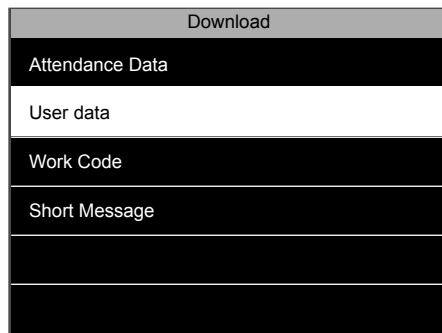 Download
Attendance Data
User data
Work Code
Short Message